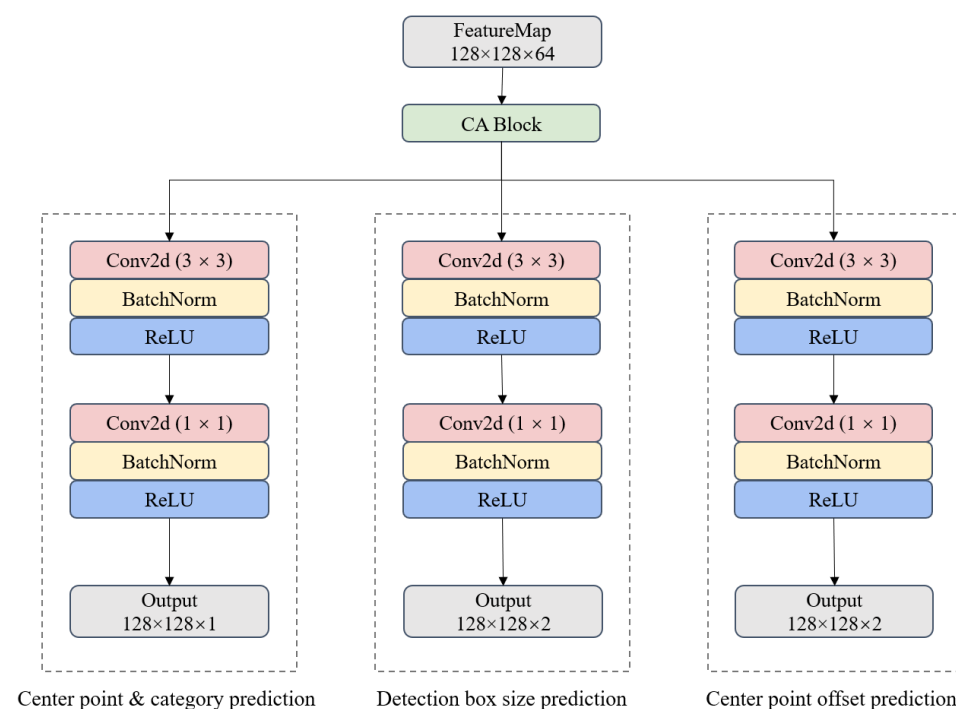 FeatureMap
128×128×64
CA Block
Conv2d (3 × 3)
BatchNorm
ReLU
Conv2d (1 × 1)
BatchNorm
ReLU
Output
128×128×1
Center point & category prediction
Conv2d (3 × 3)
BatchNorm
ReLU
Conv2d (1 × 1)
BatchNorm
ReLU
Output
128×128×2
Detection box size prediction
Conv2d (3 × 3)
BatchNorm
ReLU
Conv2d (1 × 1)
BatchNorm
ReLU
Output
128×128×2
Center point offset prediction